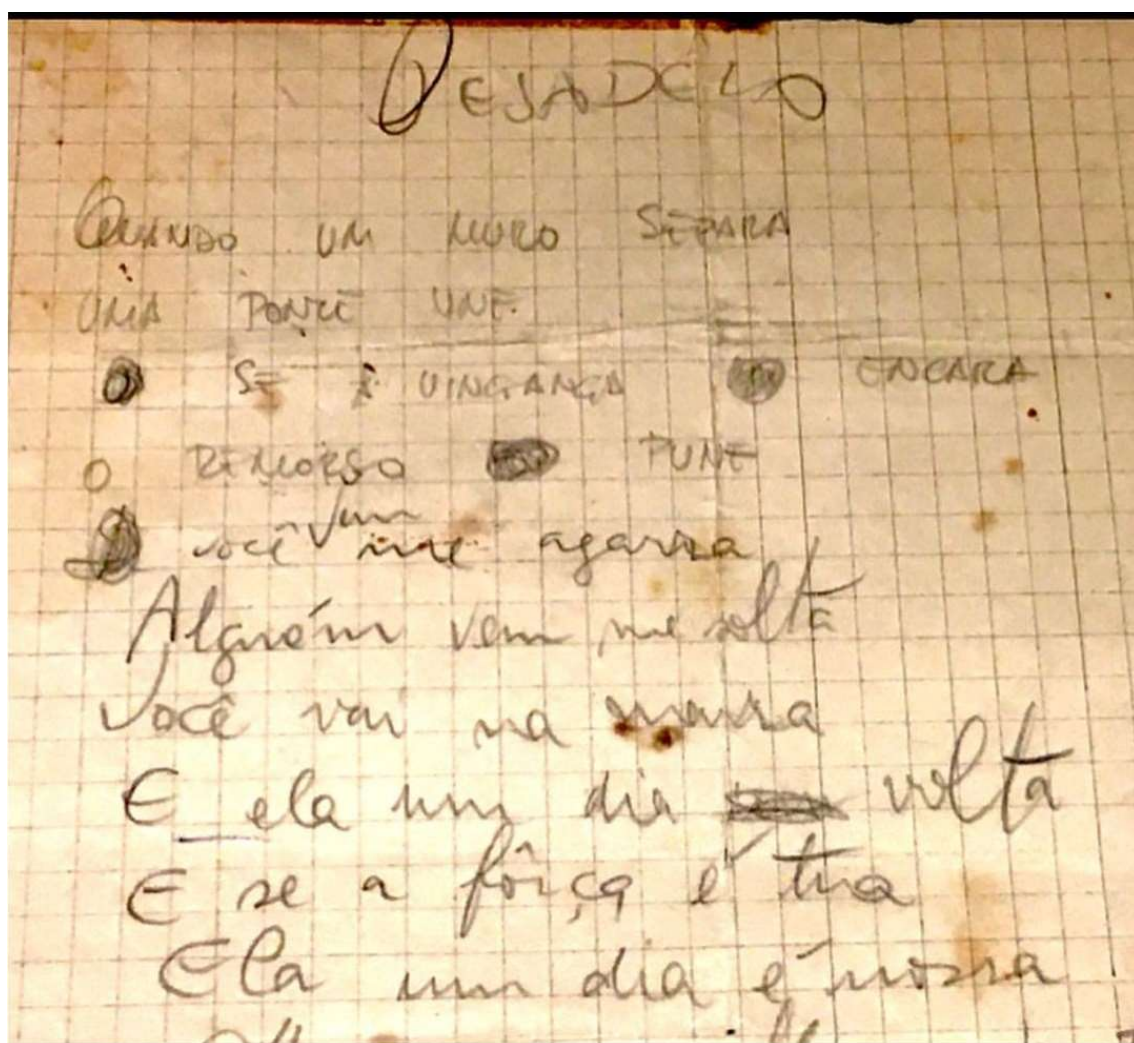 PESADELO
QUANDO UM MURO SEPARA
UMA PONTE UNE
SE A VINGANÇA ENCARA
O REMORSO PUNE
você vem me agarra
Alguém vem me solta
Você vai na marra
E ela um dia volta
E se a fôrça é tua
Ela um dia é nossa